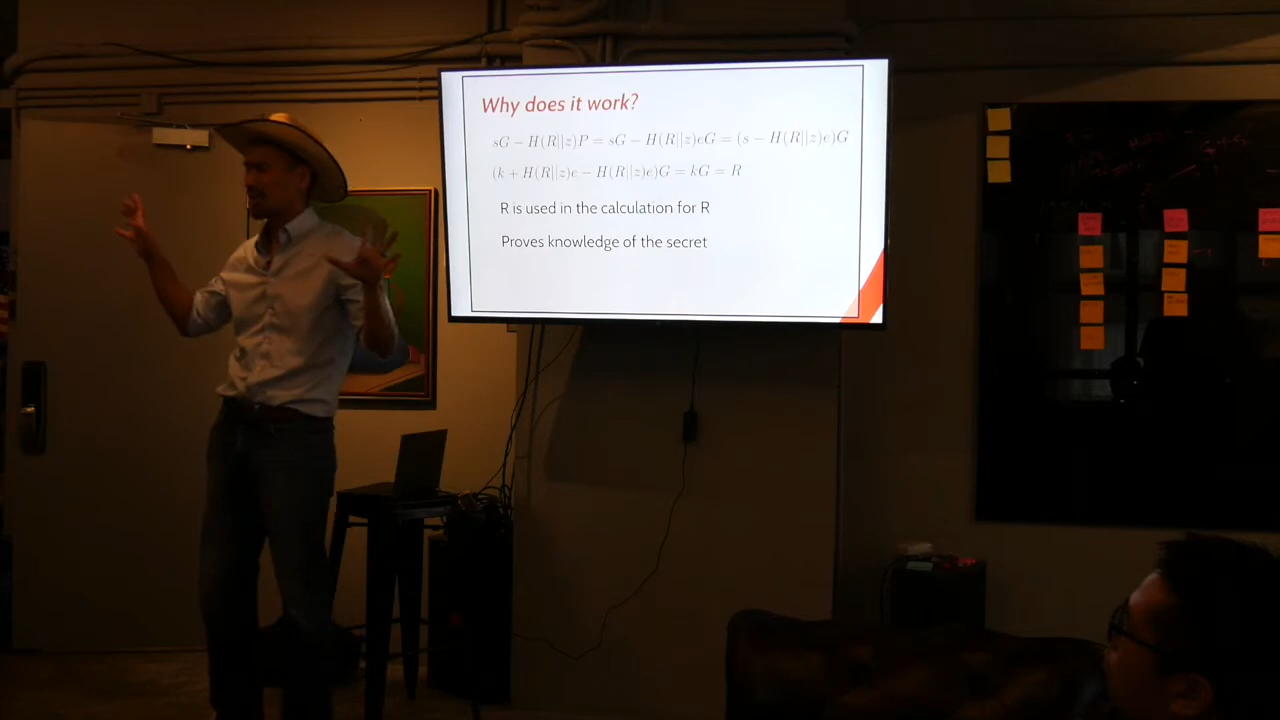 Why does it work?
sG − H(R||z)P = sG − H(R||z)eG = (s − H(R||z)e)G
(k + H(R||z)e − H(R||z)e)G = kG = R
R is used in the calculation for R
Proves knowledge of the secret